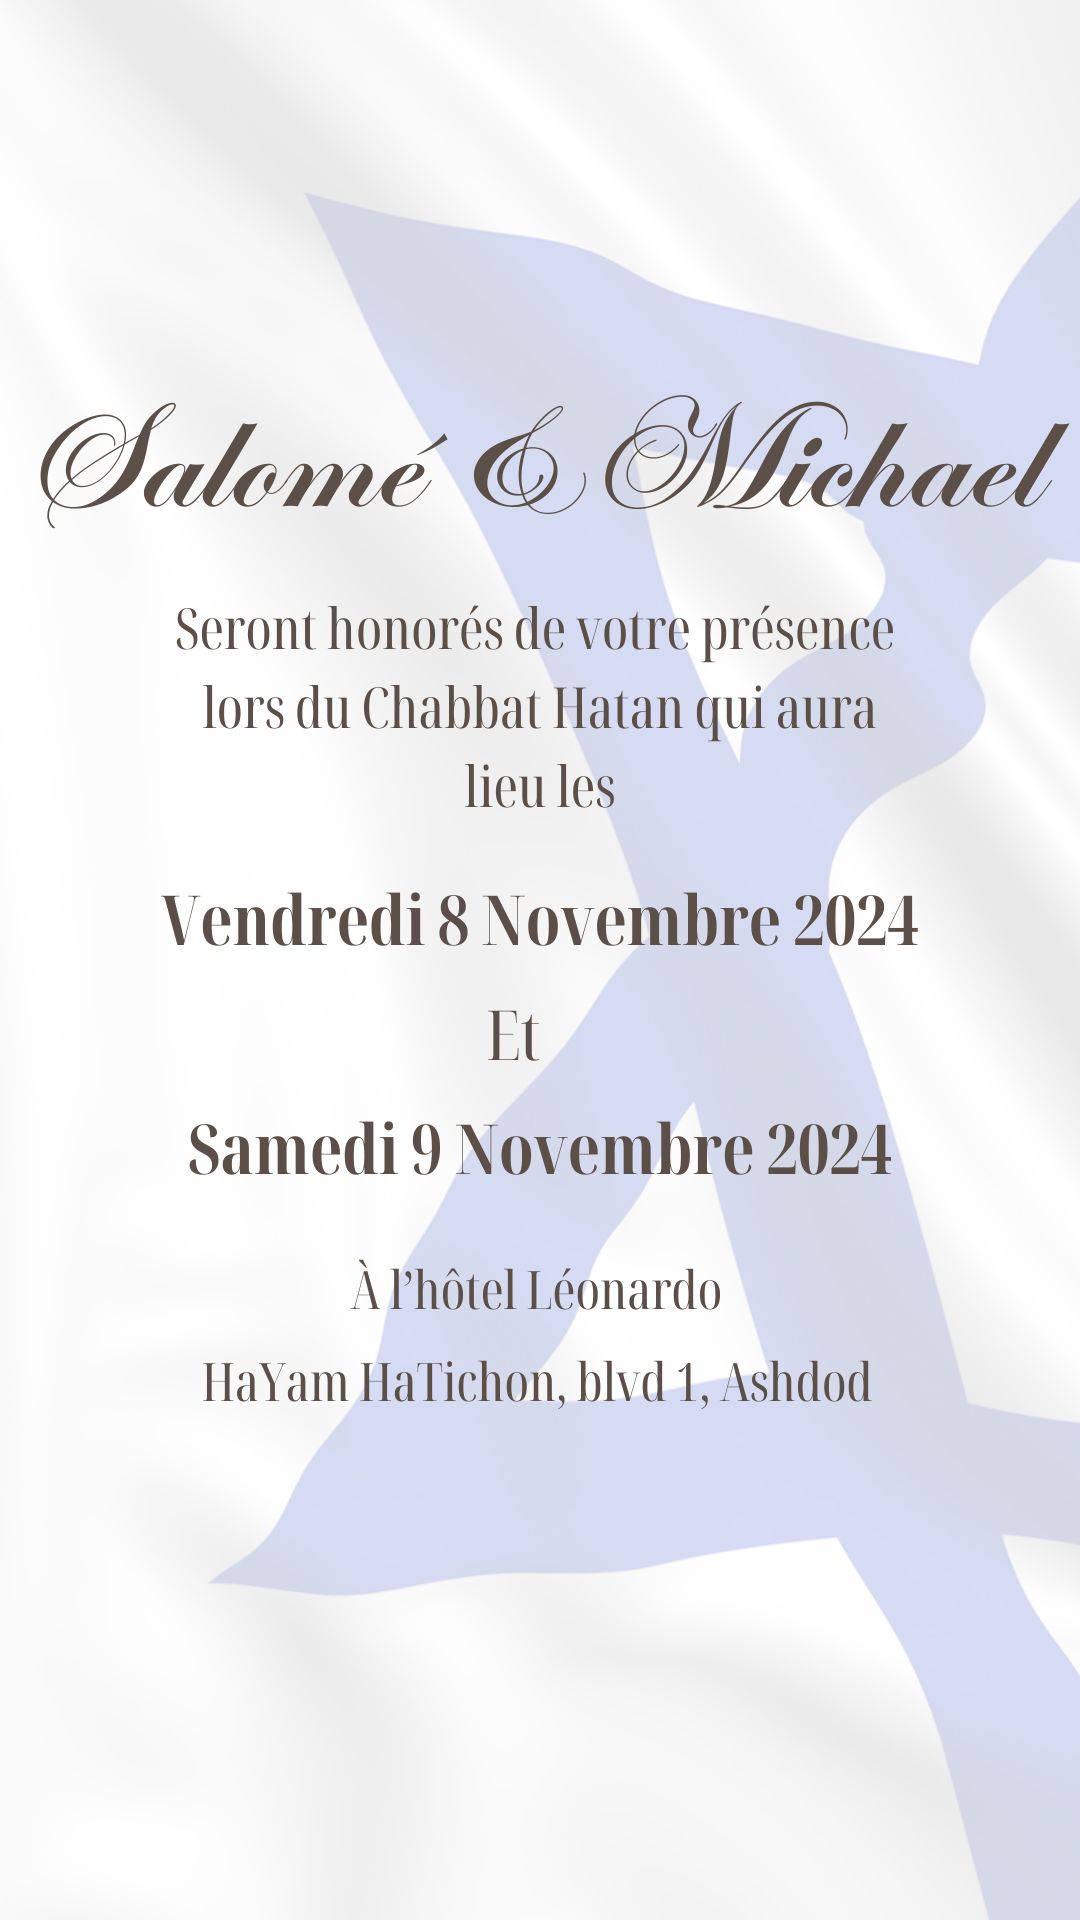 Salomé & Michael
Seront honorés de votre présence
lors du Chabbat Hatan qui aura
lieu les
Vendredi 8 Novembre 2024
Et
Samedi 9 Novembre 2024
À l’hôtel Léonardo
HaYam HaTichon, blvd 1, Ashdod